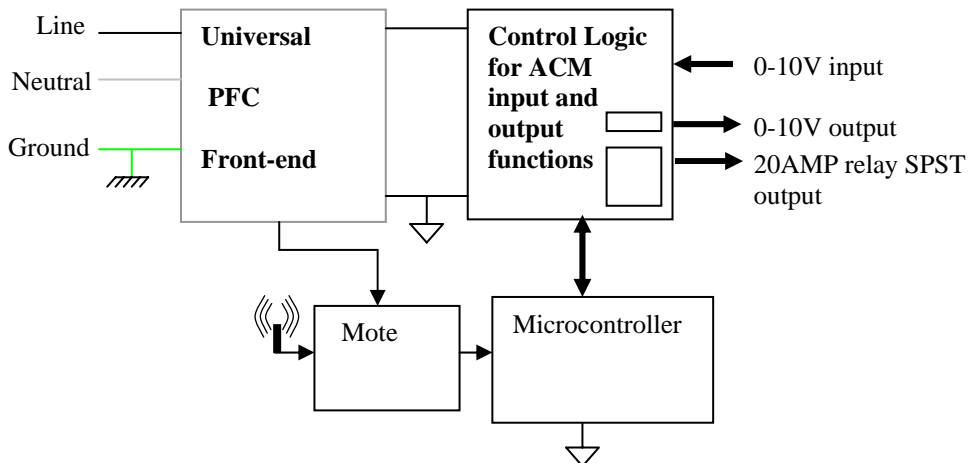 Line
Neutral
Ground
Universal
PFC
Front-end
Control Logic
for ACM
input and
output
functions
0-10V input
0-10V output
20AMP relay SPST
output
Mote
Microcontroller